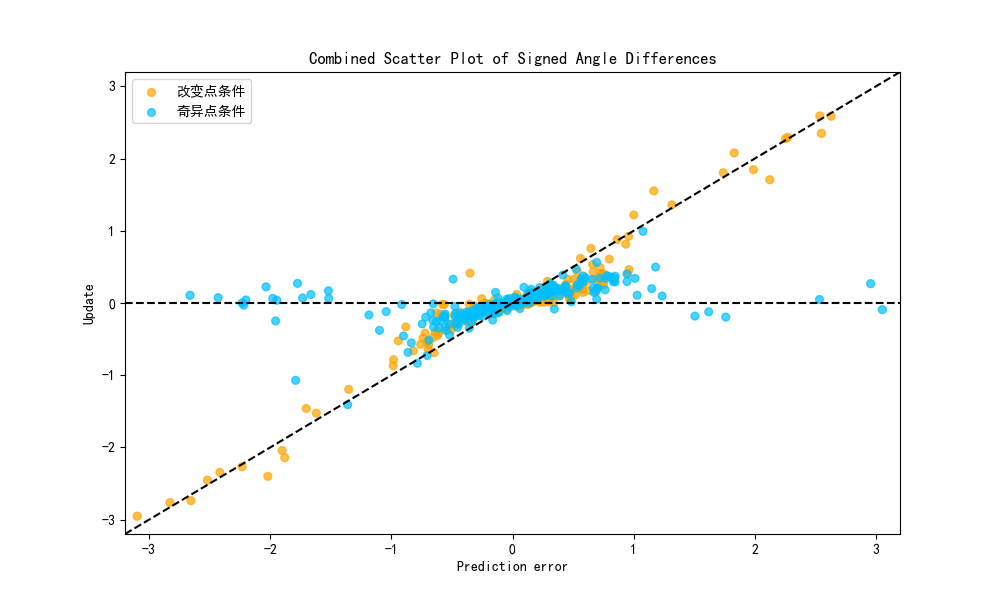 Combined Scatter Plot of Signed Angle Differences
改变点条件
奇异点条件
3
2
1
0
−1
−2
−3
Update
−3
−2
−1
0
1
2
3
Prediction error